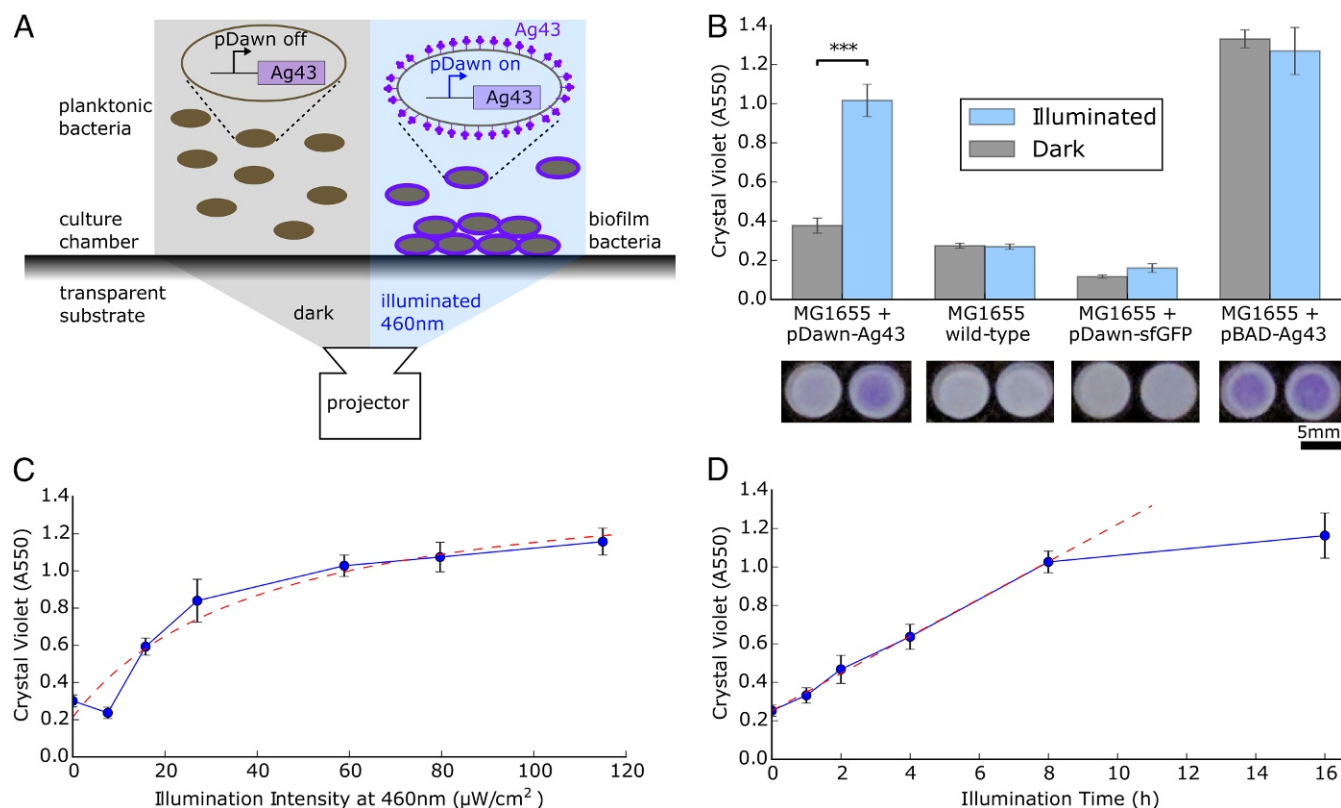 A
pDawn off
Ag43
Ag43
pDawn on
Ag43
planktonic
bacteria
culture
chamber
biofilm
bacteria
transparent
substrate
dark
illuminated
460nm
projector
B
Crystal Violet (A550)
1.4
1.2
1.0
0.8
0.6
0.4
0.2
0.0
***
Illuminated
Dark
MG1655 +
pDawn-Ag43
MG1655
wild-type
MG1655 +
pDawn-sfGFP
MG1655 +
pBAD-Ag43
5mm
C
Crystal Violet (A550)
1.4
1.2
1.0
0.8
0.6
0.4
0.2
0.0
0 20 40 60 80 100 120
Illumination Intensity at 460nm (µW/cm²)
D
Crystal Violet (A550)
1.4
1.2
1.0
0.8
0.6
0.4
0.2
0.0
0 2 4 6 8 10 12 14 16
Illumination Time (h)